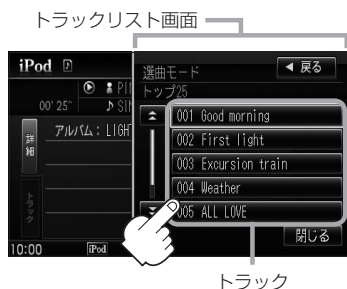 トラックリスト画面
iPod
選曲モード
戻る
PIN
トップ25
00'25"
SIN
001 Good morning
詳細
アルバム: LIGHT
002 First light
003 Excursion train
トラック
004 Weather
005 ALL LOVE
閉じる
10:00
iPod
トラック